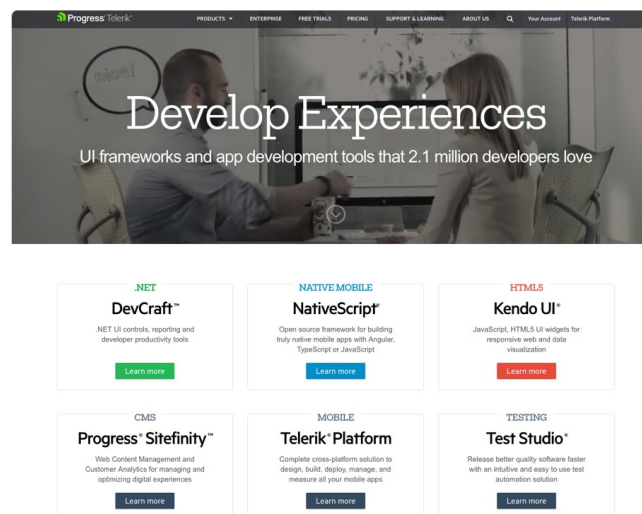 Progress® Telerik®
PRODUCTS ENTERPRISE FREE TRIALS PRICING SUPPORT & LEARNING ABOUT US Your Account Telerik Platform
nice!
Develop Experiences
UI frameworks and app development tools that 2.1 million developers love
.NET
DevCraft™
.NET UI controls, reporting and
developer productivity tools
Learn more
NATIVE MOBILE
NativeScript®
Open source framework for building
truly native mobile apps with Angular,
TypeScript or JavaScript
Learn more
HTML5
Kendo UI®
JavaScript, HTML5 UI widgets for
responsive web and data
visualization
Learn more
CMS
Progress® Sitefinity™
Web Content Management and
Customer Analytics for managing and
optimizing digital experiences
Learn more
MOBILE
Telerik® Platform
Complete cross-platform solution to
design, build, deploy, manage, and
measure all your mobile apps
Learn more
TESTING
Test Studio®
Release better quality software faster
with an intuitive and easy to use test
automation solution
Learn more